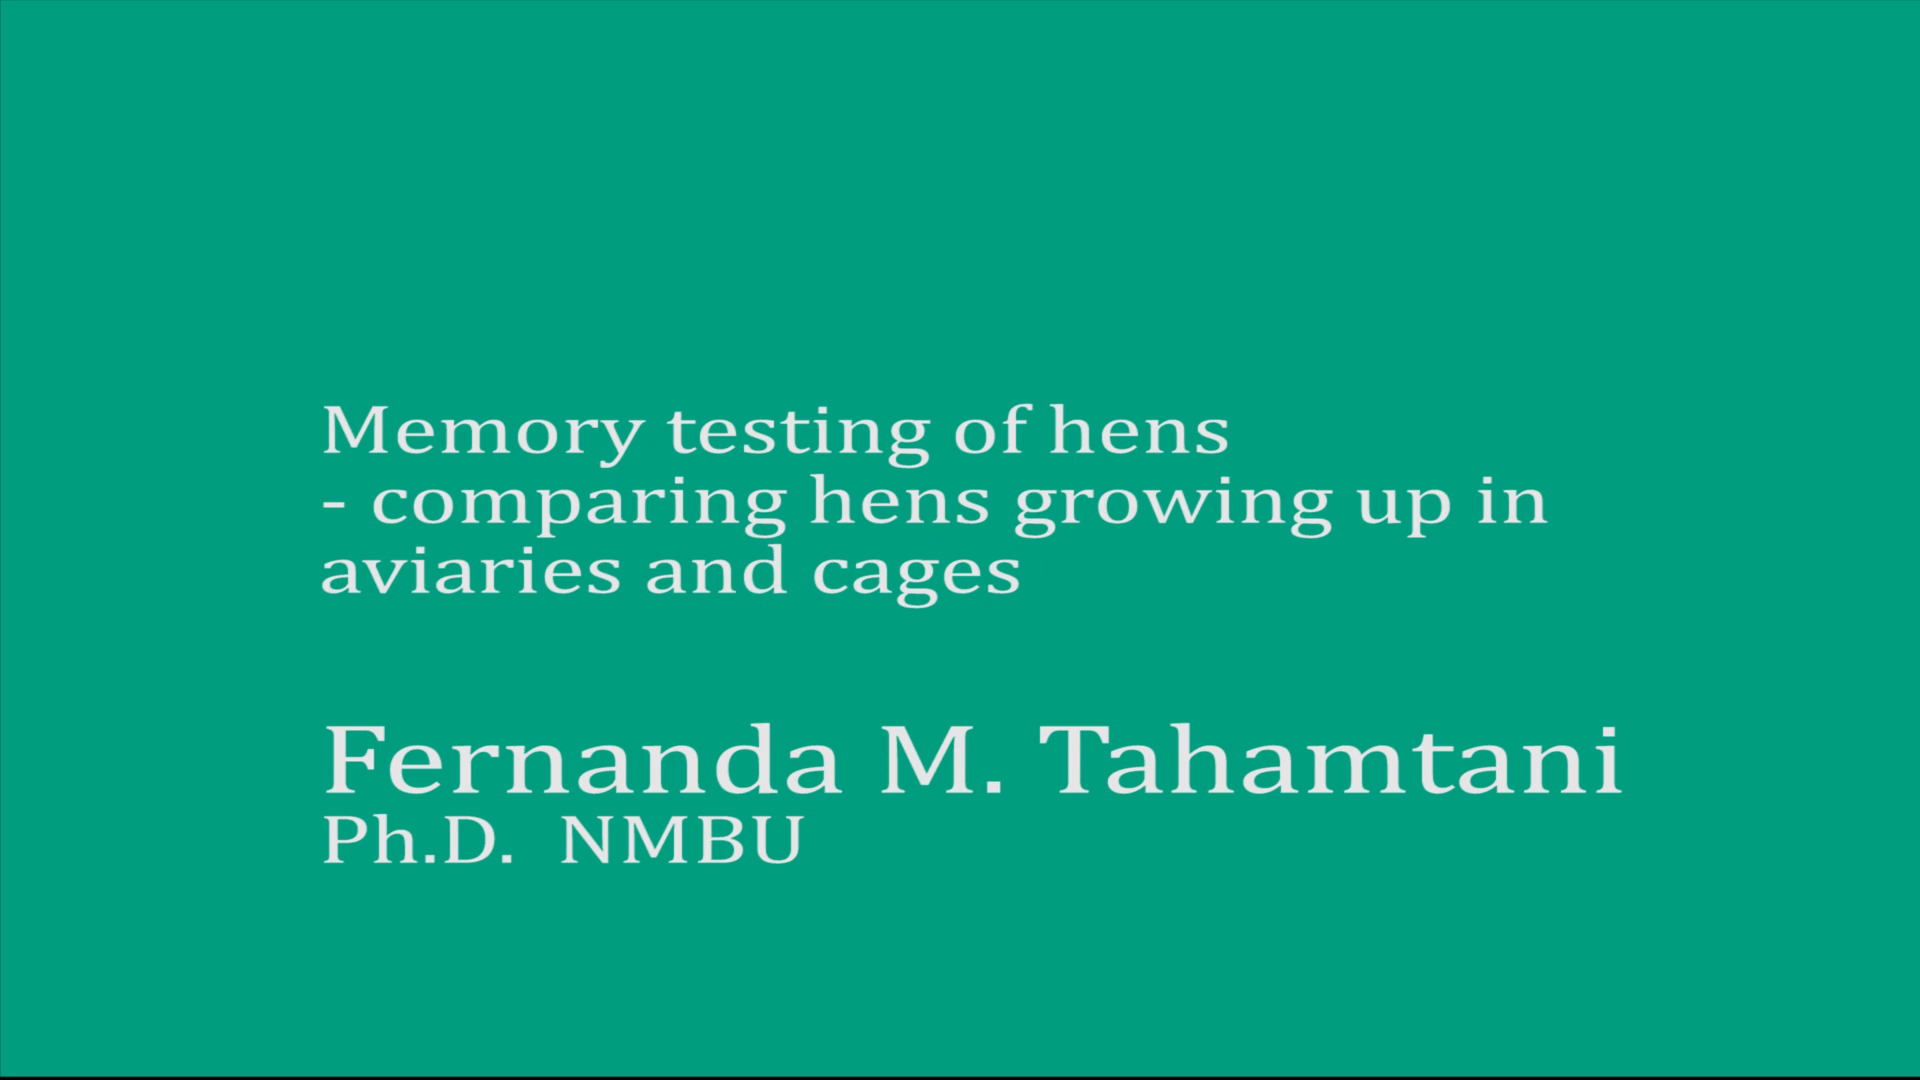 Memory testing of hens
- comparing hens growing up in
aviaries and cages
Fernanda M. Tahamtani
Ph.D. NMBU